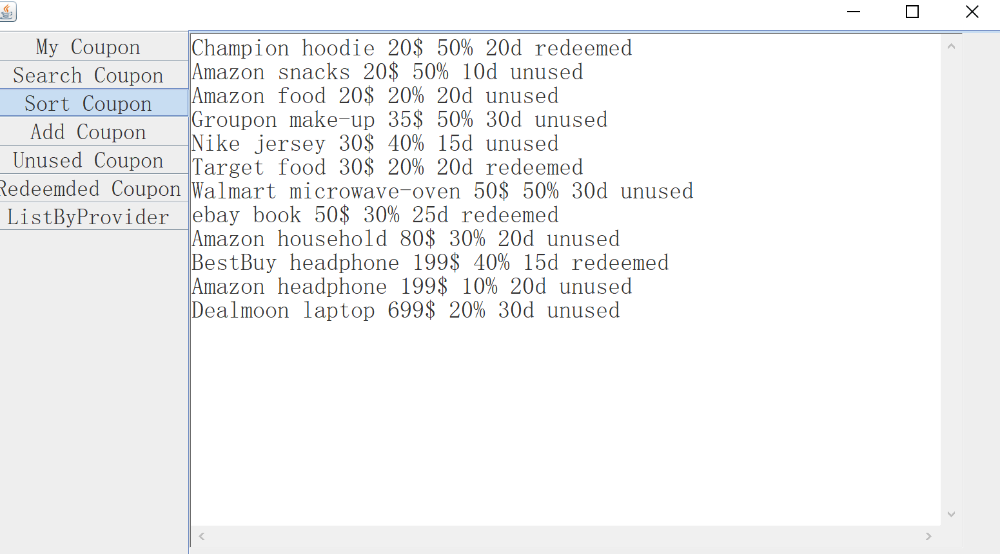 My Coupon
Search Coupon
Sort Coupon
Add Coupon
Unused Coupon
Redeemded Coupon
ListByProvider
Champion hoodie 20$ 50% 20d redeemed
Amazon snacks 20$ 50% 10d unused
Amazon food 20$ 20% 20d unused
Groupon make-up 35$ 50% 30d unused
Nike jersey 30$ 40% 15d unused
Target food 30$ 20% 20d redeemed
Walmart microwave-oven 50$ 50% 30d unused
ebay book 50$ 30% 25d redeemed
Amazon household 80$ 30% 20d unused
BestBuy headphone 199$ 40% 15d redeemed
Amazon headphone 199$ 10% 20d unused
Dealmoon laptop 699$ 20% 30d unused